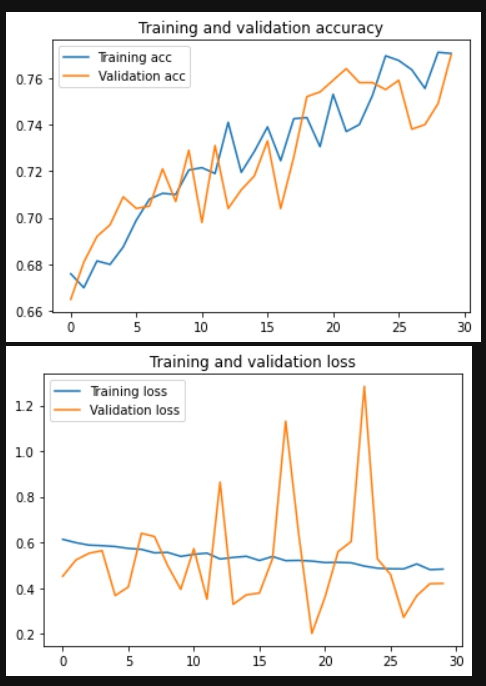 Training and validation accuracy
Training acc
Validation acc
0.76
0.74
0.72
0.70
0.68
0.66
0 5 10 15 20 25 30
Training and validation loss
Training loss
Validation loss
1.2
1.0
0.8
0.6
0.4
0.2
0 5 10 15 20 25 30